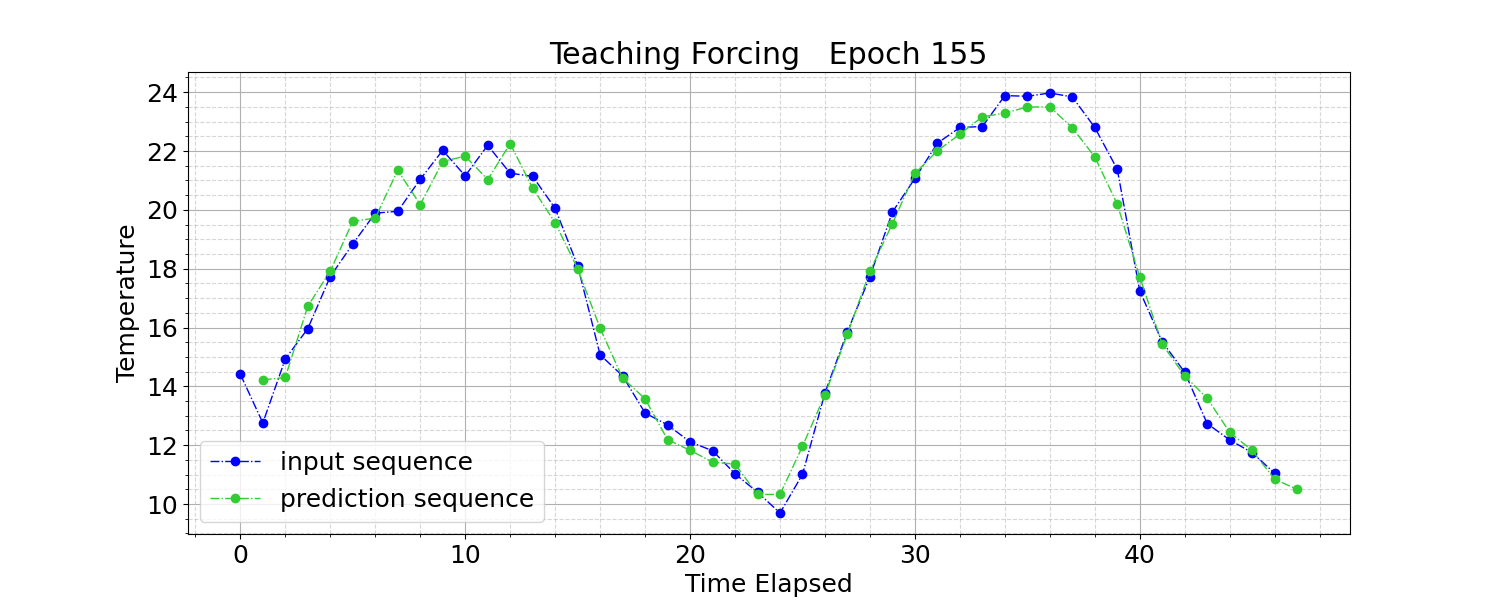 Teaching Forcing   Epoch 155
24
22
20
18
16
14
12
10
Temperature
input sequence
prediction sequence
0 10 20 30 40
Time Elapsed